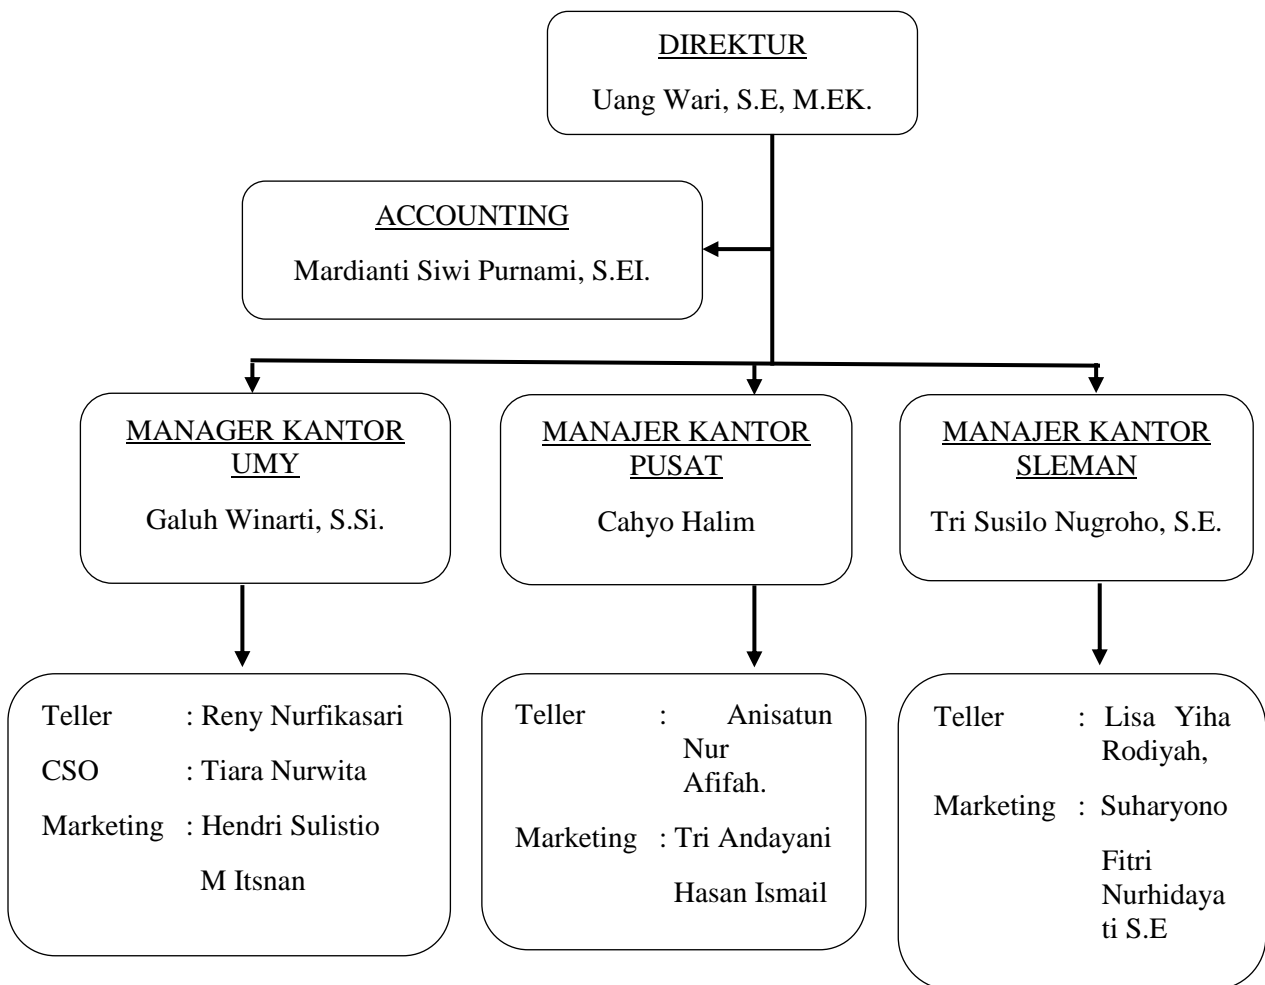 DIREKTUR
Uang Wari, S.E, M.EK.
ACCOUNTING
Mardianti Siwi Purnami, S.EI.
MANAGER KANTOR
UMY
Galuh Winarti, S.Si.
MANAJER KANTOR
PUSAT
Cahyo Halim
MANAJER KANTOR
SLEMAN
Tri Susilo Nugroho, S.E.
Teller : Reny Nurfikasari
CSO : Tiara Nurwita
Marketing : Hendri Sulistio
M Itsnan
Teller : Anisatun
Nur
Afifah.
Marketing : Tri Andayani
Hasan Ismail
Teller : Lisa Yiha
Rodiyah,
Marketing : Suharyono
Fitri
Nurhidaya
ti S.E